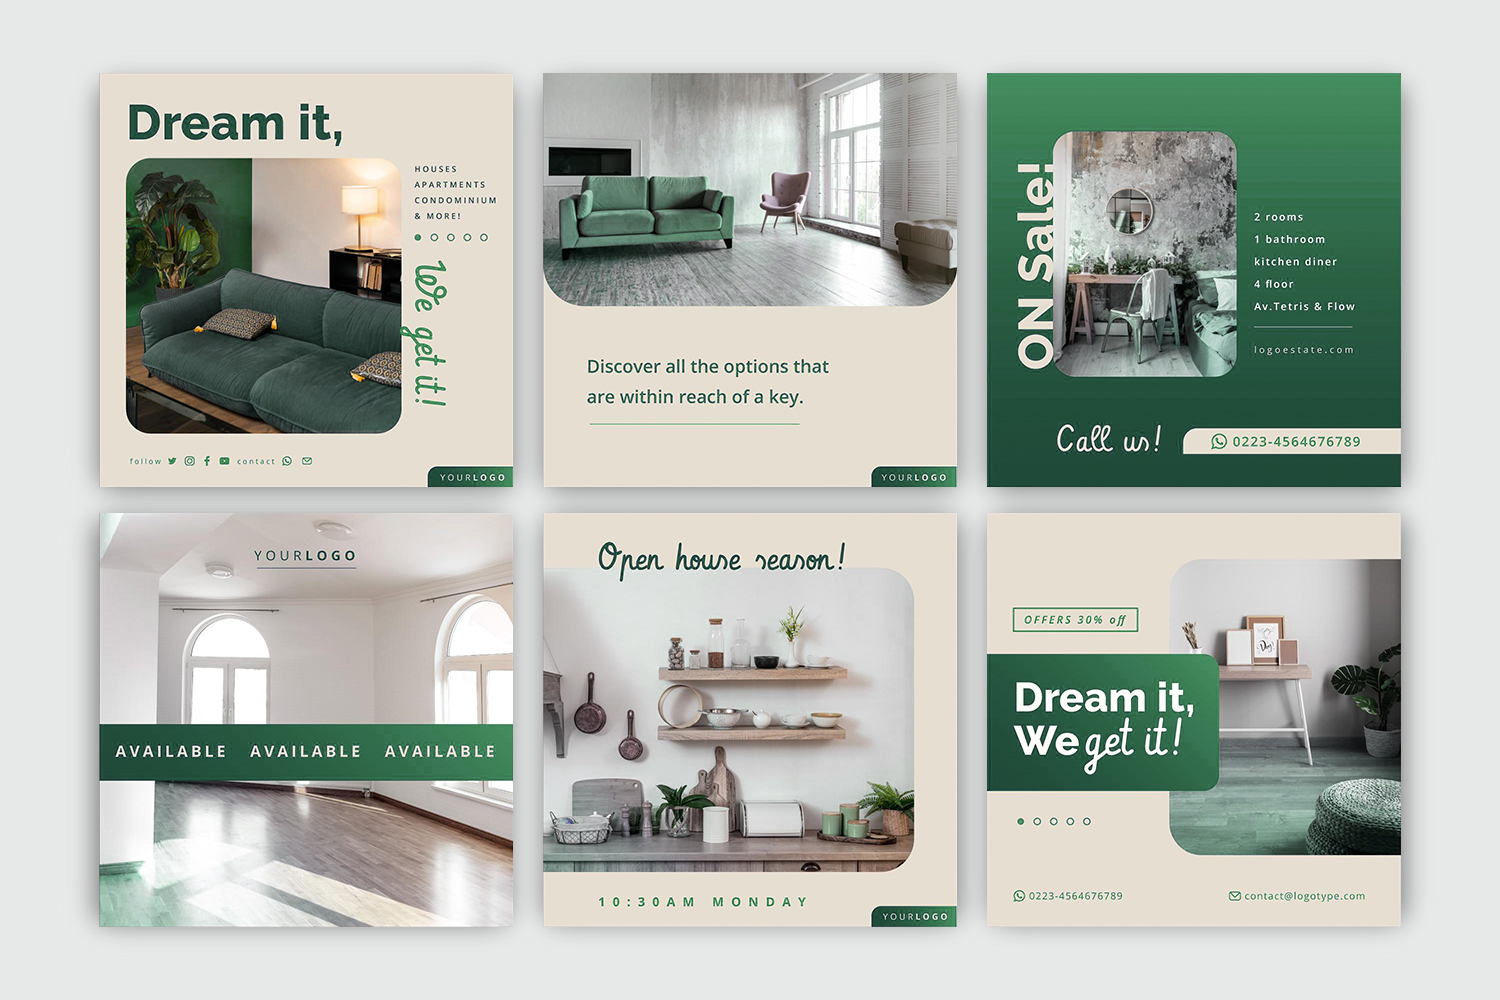 Dream it,
HOUSES
APARTMENTS
CONDOMINIUM
& MORE!
We get it!
follow
contact
YOURLOGO
Discover all the options that
are within reach of a key.
YOURLOGO
ON Sale!
2 rooms
1 bathroom
kitchen diner
4 floor
Av.Tetris & Flow
logoestate.com
Call us!
0223-4564676789
YOURLOGO
AVAILABLE AVAILABLE AVAILABLE
Open house season!
10:30AM MONDAY
YOURLOGO
OFFERS 30% off
Dream it,
We get it!
0223-4564676789
contact@logotype.com